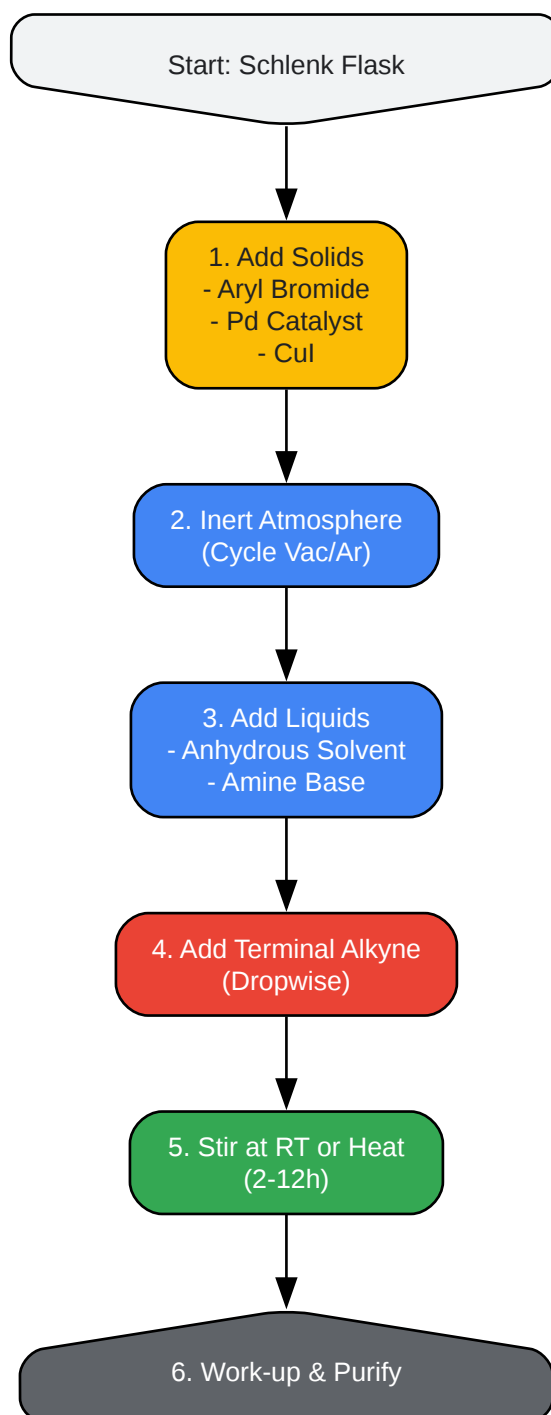 Start: Schlenk Flask
1. Add Solids
- Aryl Bromide
- Pd Catalyst
- CuI
2. Inert Atmosphere
(Cycle Vac/Ar)
3. Add Liquids
- Anhydrous Solvent
- Amine Base
4. Add Terminal Alkyne
(Dropwise)
5. Stir at RT or Heat
(2-12h)
6. Work-up & Purify